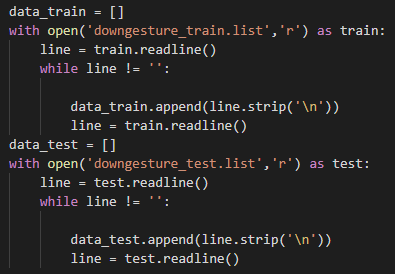 data_train = []
with open('downgesture_train.list','r') as train:
    line = train.readline()
    while line != '':

        data_train.append(line.strip('\n'))
        line = train.readline()
data_test = []
with open('downgesture_test.list','r') as test:
    line = test.readline()
    while line != '':

        data_test.append(line.strip('\n'))
        line = test.readline()